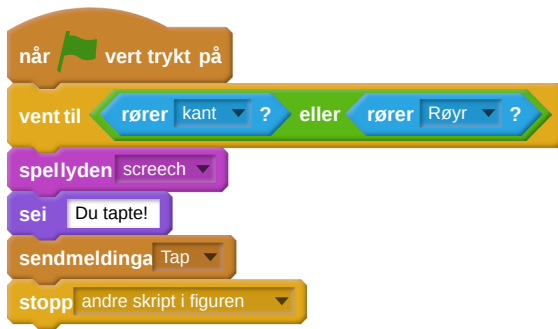 når vert trykt på
vent til rører kant ? eller rører Røyr ?
spel lyden screech
sei Du tapte!
send meldinga Tap
stopp andre skript i figuren